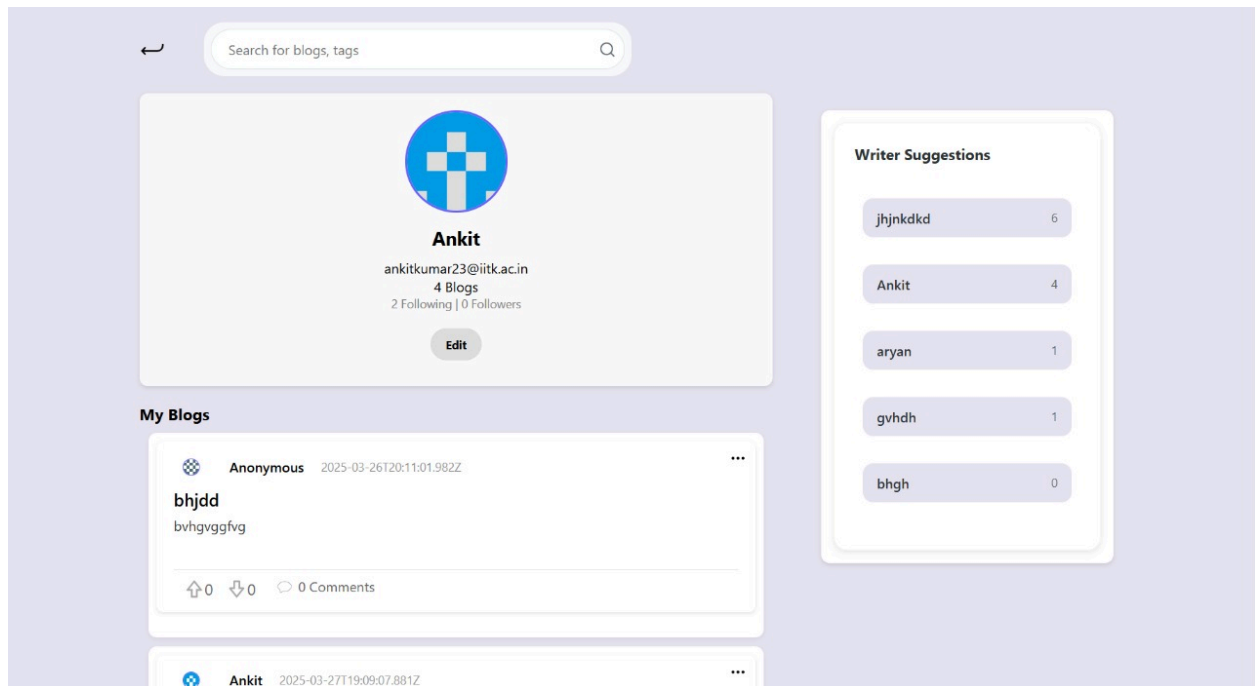 Search for blogs, tags
Ankit
ankitkumar23@iitk.ac.in
4 Blogs
2 Following | 0 Followers
Edit
My Blogs
Anonymous 2025-03-26T20:11:01.982Z
bhjdd
bvhgvggfvg
0 0 0 Comments
Ankit 2025-03-27T19:09:07.881Z
Writer Suggestions
jhjnkdkd 6
Ankit 4
aryan 1
gvhdh 1
bhgh 0